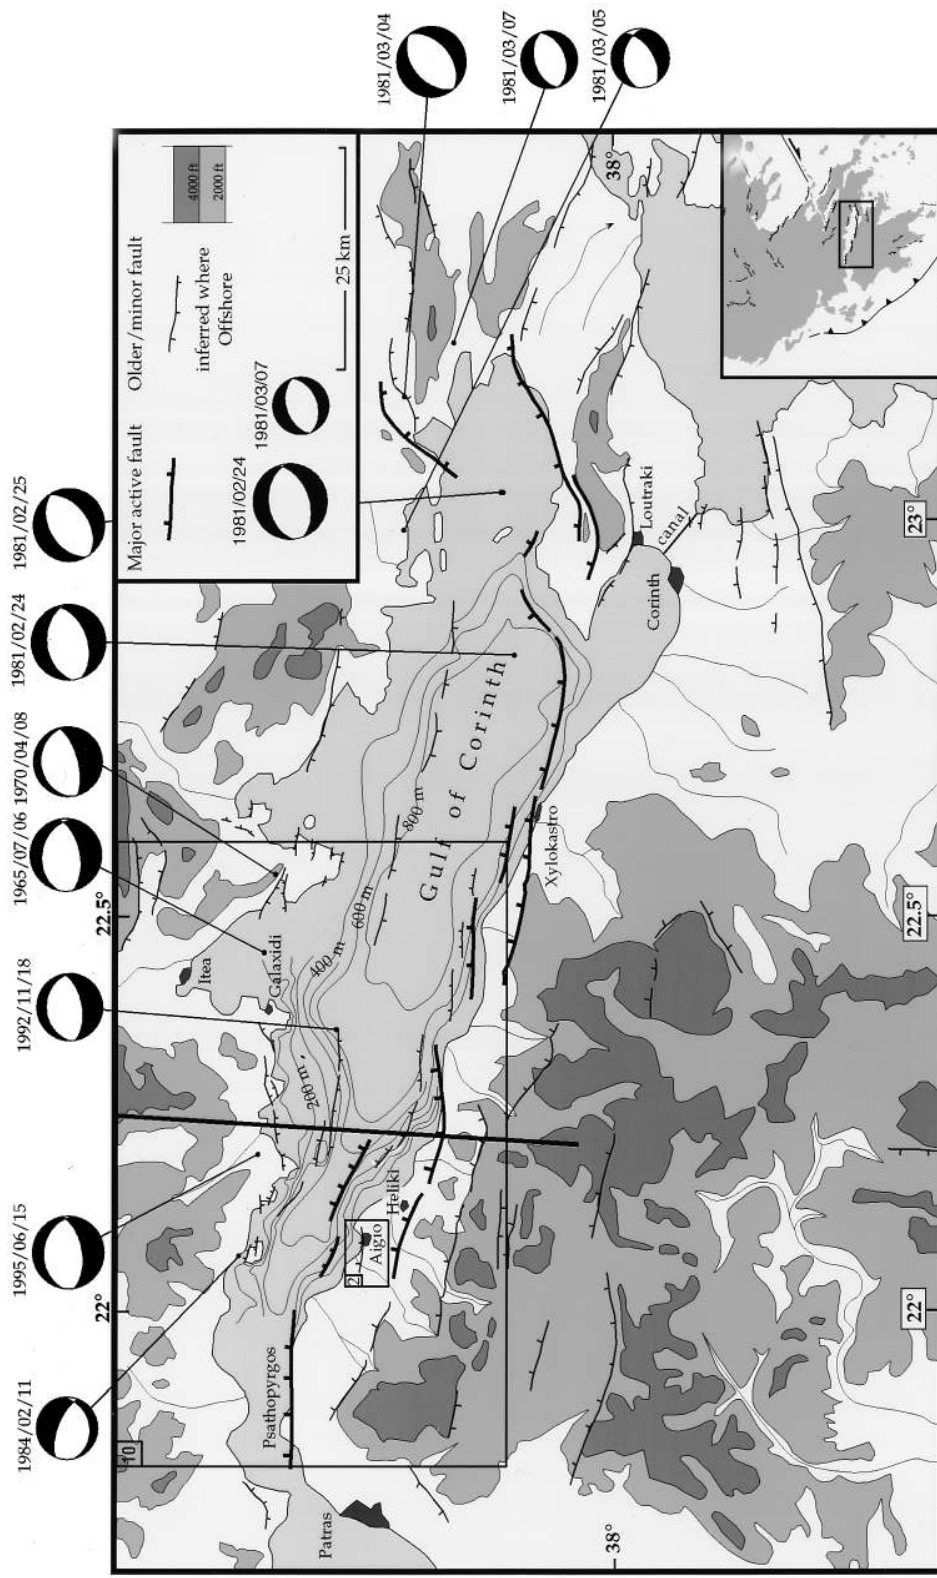 1984/02/11
1995/06/15
1992/11/18
1965/07/06
1970/04/08
1981/02/24
1981/02/25
1981/03/04
1981/03/07
1981/03/05
Major active fault
Older/minor fault
inferred where
Offshore
4000 ft
2000 ft
1981/02/24
1981/03/07
25 km
10
22°
Patras
Psathopyrgos
2
Aigio
Heliki
200 m
400 m
600 m
800 m
Itea
Galaxidi
Gulf of Corinth
Xylokastro
Corinth
canal
Loutraki
38°
38°
22°
22.5°
23°